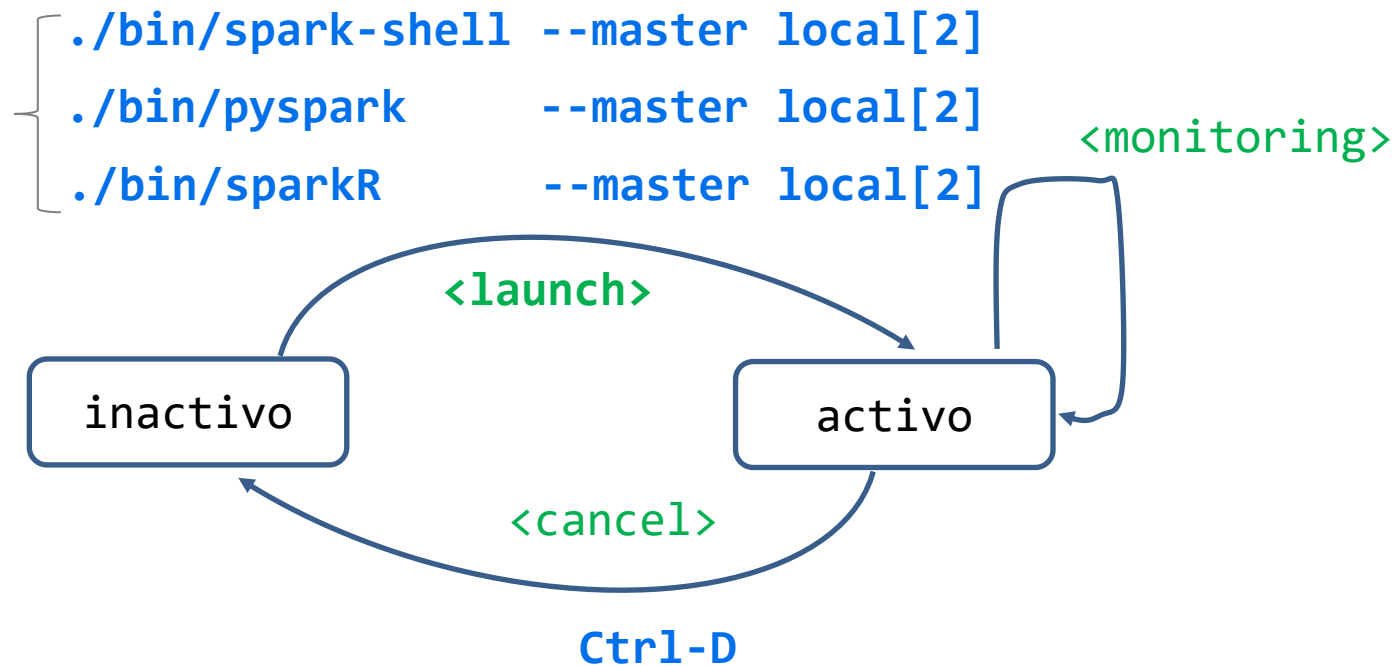 ./bin/spark-shell --master local[2]
./bin/pyspark --master local[2]
./bin/sparkR --master local[2]
<monitoring>
<launch>
inactivo
activo
<cancel>
Ctrl-D